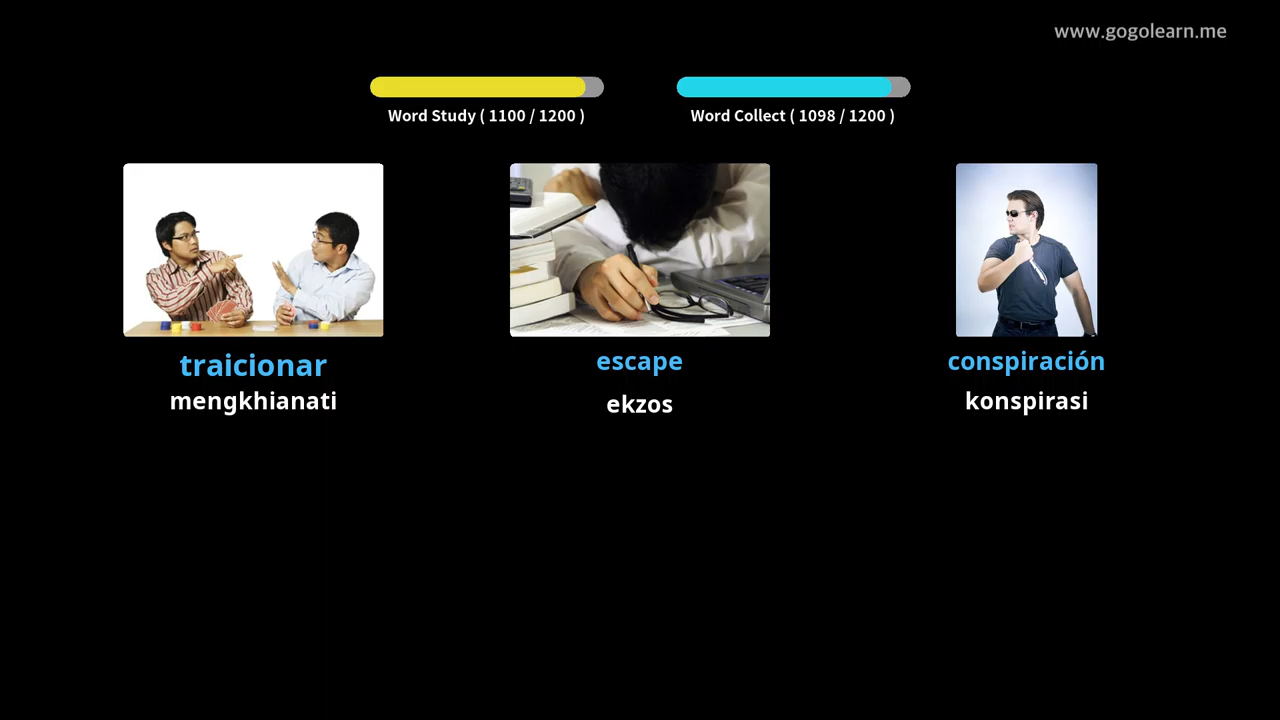 www.gogolearn.me
Word Study ( 1100 / 1200 )
Word Collect ( 1098 / 1200 )
traicionar
mengkhianati
escape
ekzos
conspiración
konspirasi